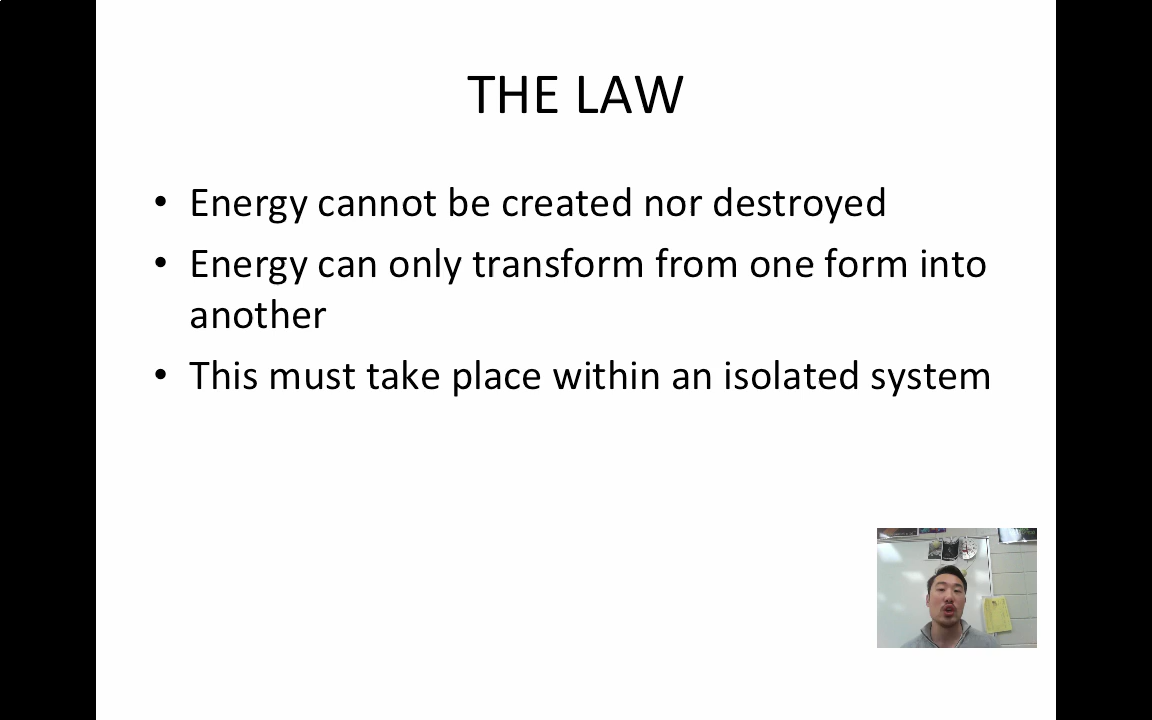 THE LAW
• Energy cannot be created nor destroyed
• Energy can only transform from one form into
another
• This must take place within an isolated system